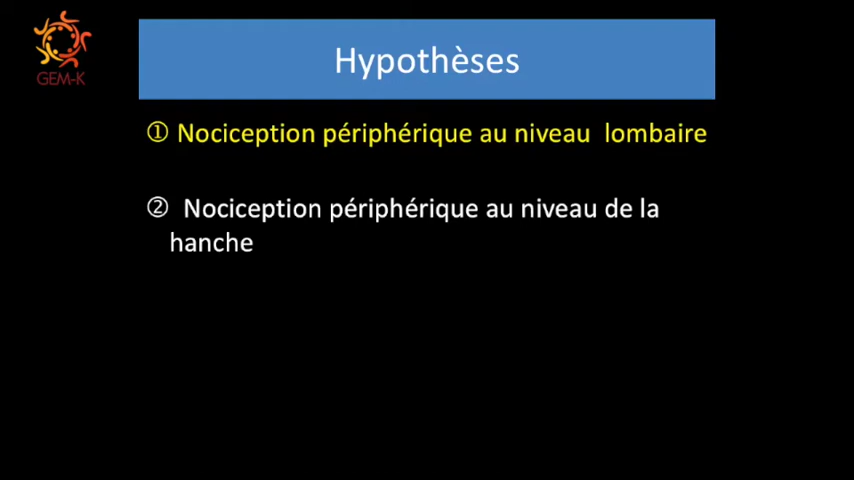 GEM-K
Hypothèses
① Nociception périphérique au niveau lombaire
② Nociception périphérique au niveau de la
hanche